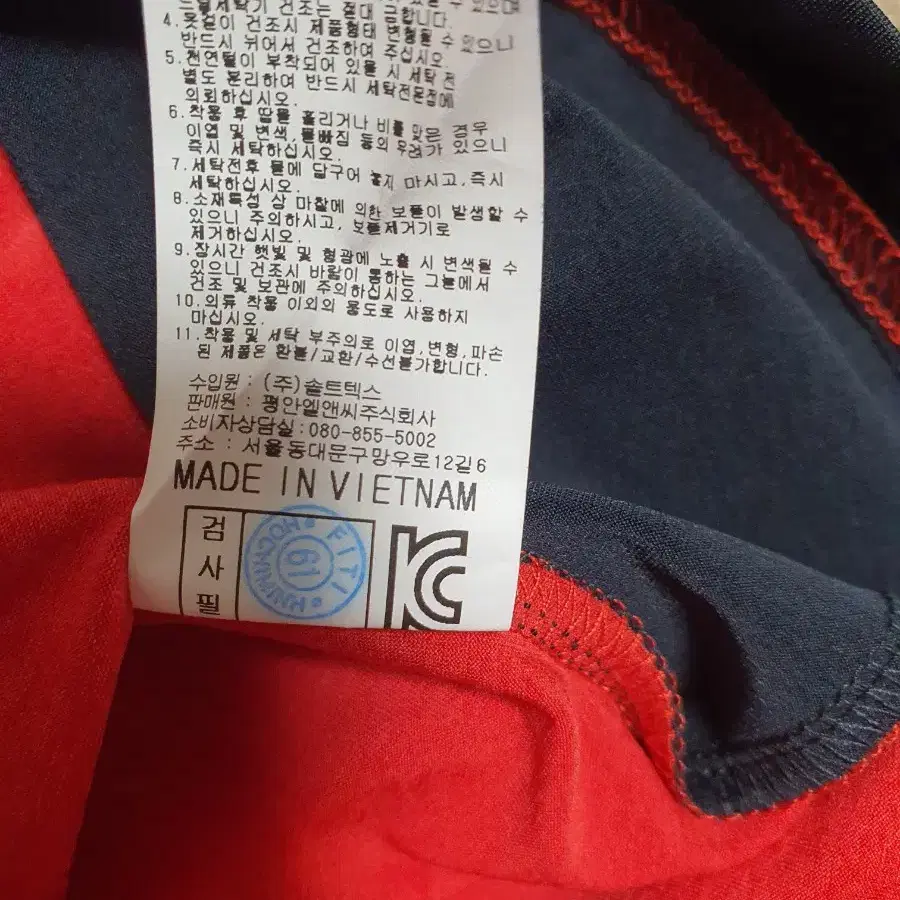 드럼세탁기 건조는 절대 금합니다.
4.옷걸이 건조시 제품형태 변형될 수 있으니
반드시 뉘어서 건조하여 주십시오.
5.천연털이 부착되어 있을 시 세탁 전
별도 분리하여 반드시 세탁전문점에
의뢰하십시오.
6.착용 후 땀을 흘리거나 비를 맞은 경우
이염 및 변색,물빠짐 등의 우려가 있으니
즉시 세탁하십시오.
7.세탁전후 물에 담구어 놓지 마시고,즉시
세탁하십시오.
8.소재특성 상 마찰에 의한 보풀이 발생할 수
있으니 주의하시고, 보풀제거기로
제거하십시오.
9.장시간 햇빛 및 형광에 노출 시 변색될 수
있으니 건조시 바람이 통하는 그늘에서
건조 및 보관에 주의하십시오.
10.의류 착용 이외의 용도로 사용하지
마십시오.
11.착용 및 세탁 부주의로 이염,변형,파손
된 제품은 환불/교환/수선불가합니다.
수입원 : (주)솔트텍스
판매원 : 평안엘앤씨주식회사
소비자상담실:080-855-5002
주소 : 서울동대문구망우로12길6
MADE IN VIETNAM
검사필
FITI
61
HOCHIMINH
KC